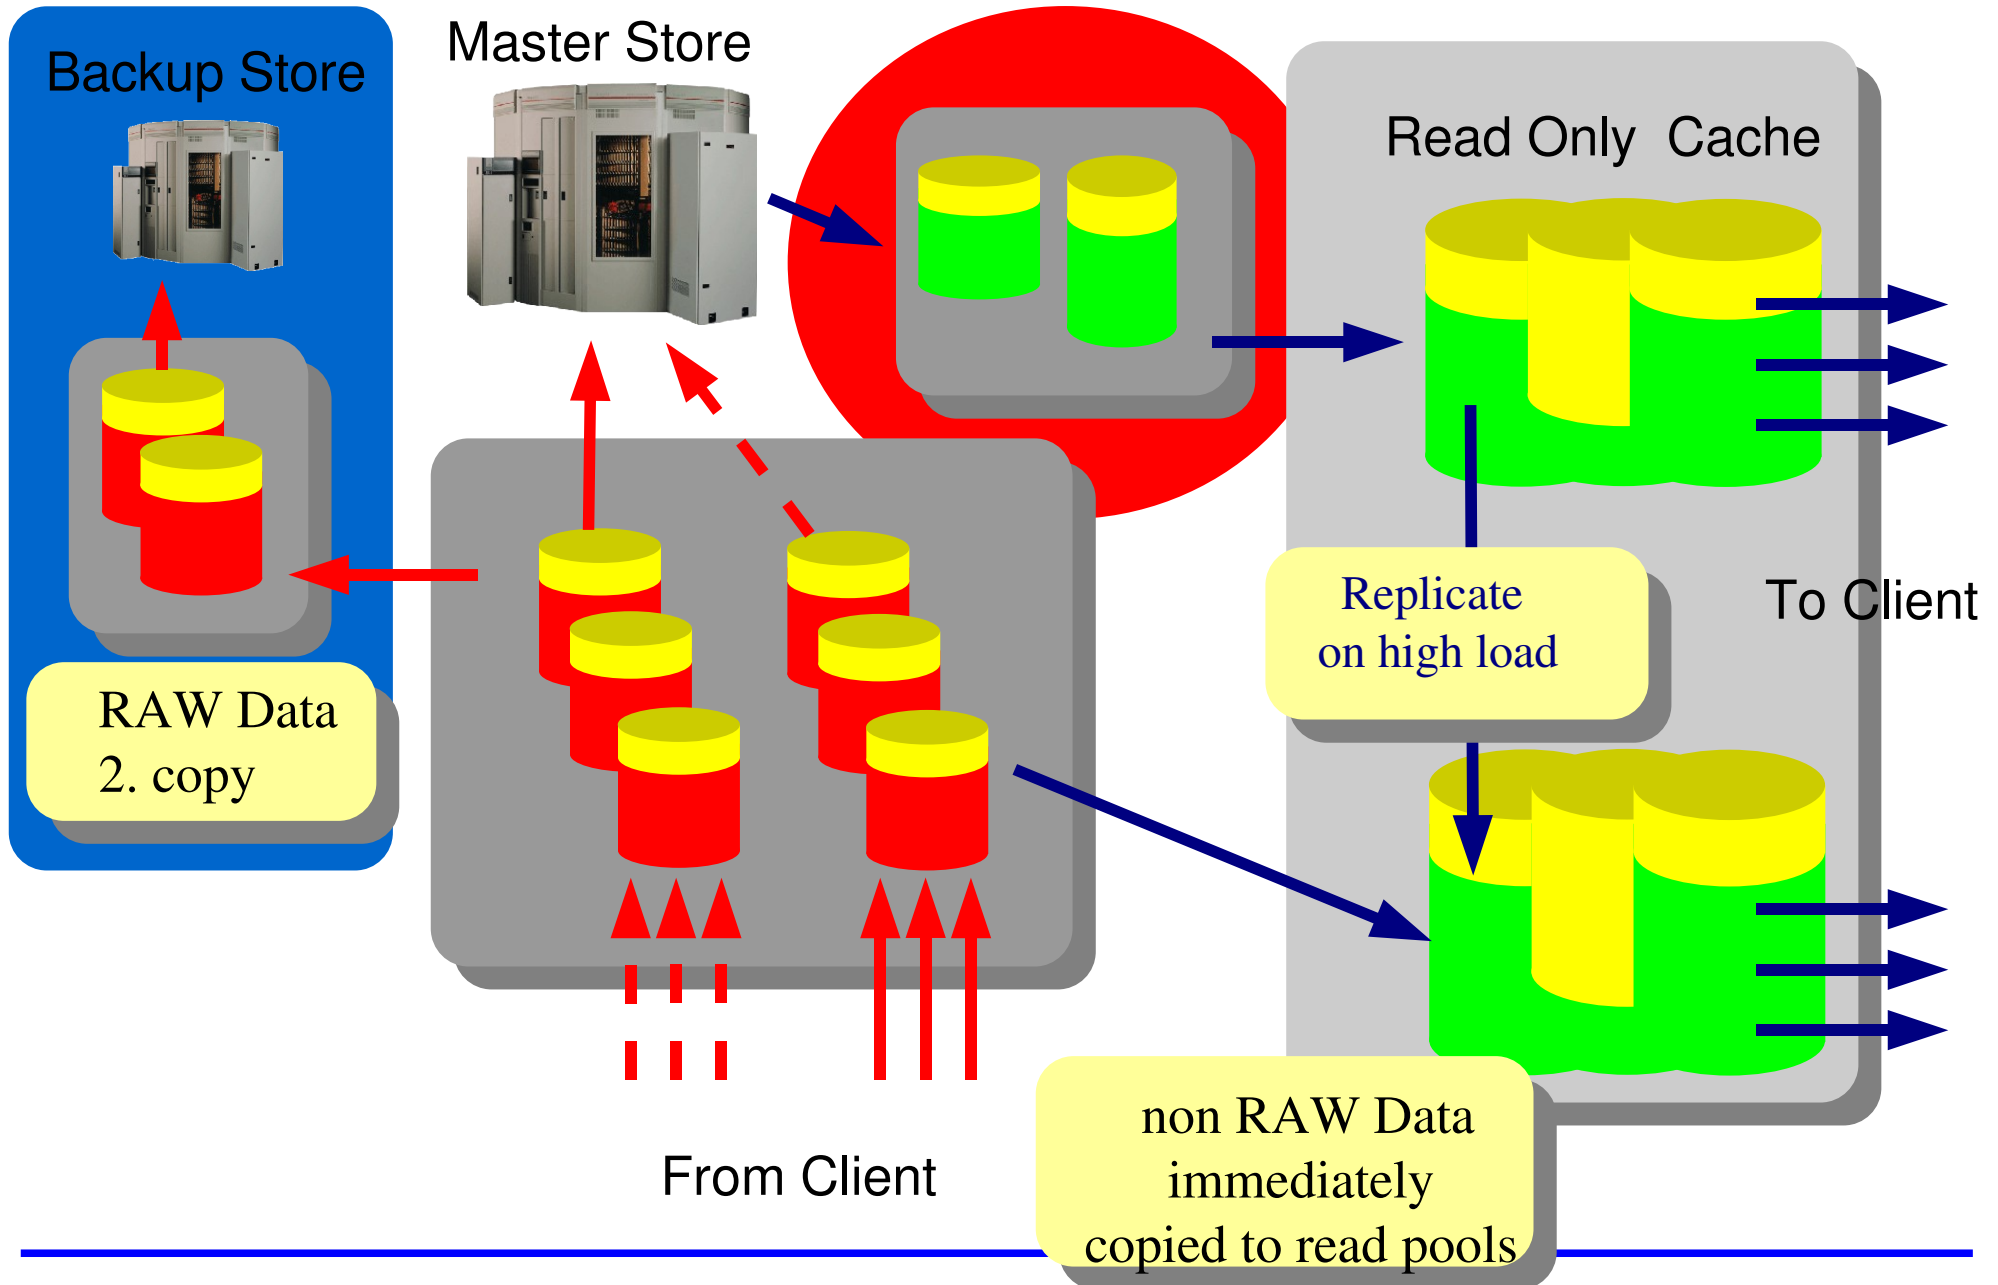 Backup Store
Master Store
Read Only Cache
Replicate
on high load
To Client
RAW Data
2. copy
From Client
non RAW Data
immediately
copied to read pools